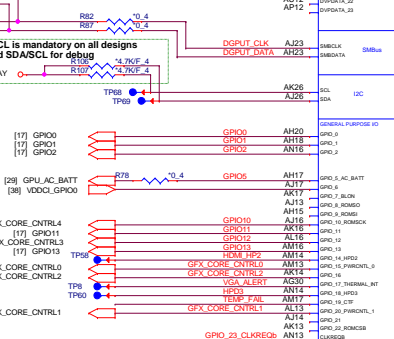 AP12 DVPDATA_23
R82 *0_4
R87 *0_4
CL is mandatory on all designs
d SDA/SCL for debug
DGPUT_CLK AJ23 SMBCLK
DGPUT_DATA AH23 SMBDATA
SMBus
R106 *4.7K/F_4
R107 *4.7K/F_4
AY
TP68 AK26 SCL
TP69 AJ26 SDA
I2C
GENERAL PURPOSE I/O
[17] GPIO0 GPIO0 AH20 GPIO_0
[17] GPIO1 GPIO1 AH18 GPIO_1
[17] GPIO2 GPIO2 AN16 GPIO_2
[29] GPU_AC_BATT R78 *0_4 GPIO5 AH17 GPIO_5_AC_BATT
[38] VDDCI_GPIO0 AJ17 GPIO_6
AK17 GPIO_7_BLON
AJ13 GPIO_8_ROMSO
AH15 GPIO_9_ROMSI
X_CORE_CNTRL4 GPIO10 AJ16 GPIO_10_ROMSCK
[17] GPIO11 GPIO11 AK16 GPIO_11
X_CORE_CNTRL3 GPIO12 AL16 GPIO_12
[17] GPIO13 GPIO13 AM16 GPIO_13
TP58 HDMI_HP2 AM14 GPIO_14_HPD2
X_CORE_CNTRL0 GFX_CORE_CNTRL0 AM13 GPIO_15_PWRCNTL_0
X_CORE_CNTRL2 GFX_CORE_CNTRL2 AK14 GPIO_16
TP8 VGA_ALERT AG30 GPIO_17_THERMAL_INT
TP60 HPD3 AN14 GPIO_18_HPD3
TEMP_FAIL AM17 GPIO_19_CTF
X_CORE_CNTRL1 GFX_CORE_CNTRL1 AL13 GPIO_20_PWRCNTL_1
AJ14 GPIO_21
AK13 GPIO_22_ROMCSB
GPIO_23_CLKREQb AN13 CLKREQB